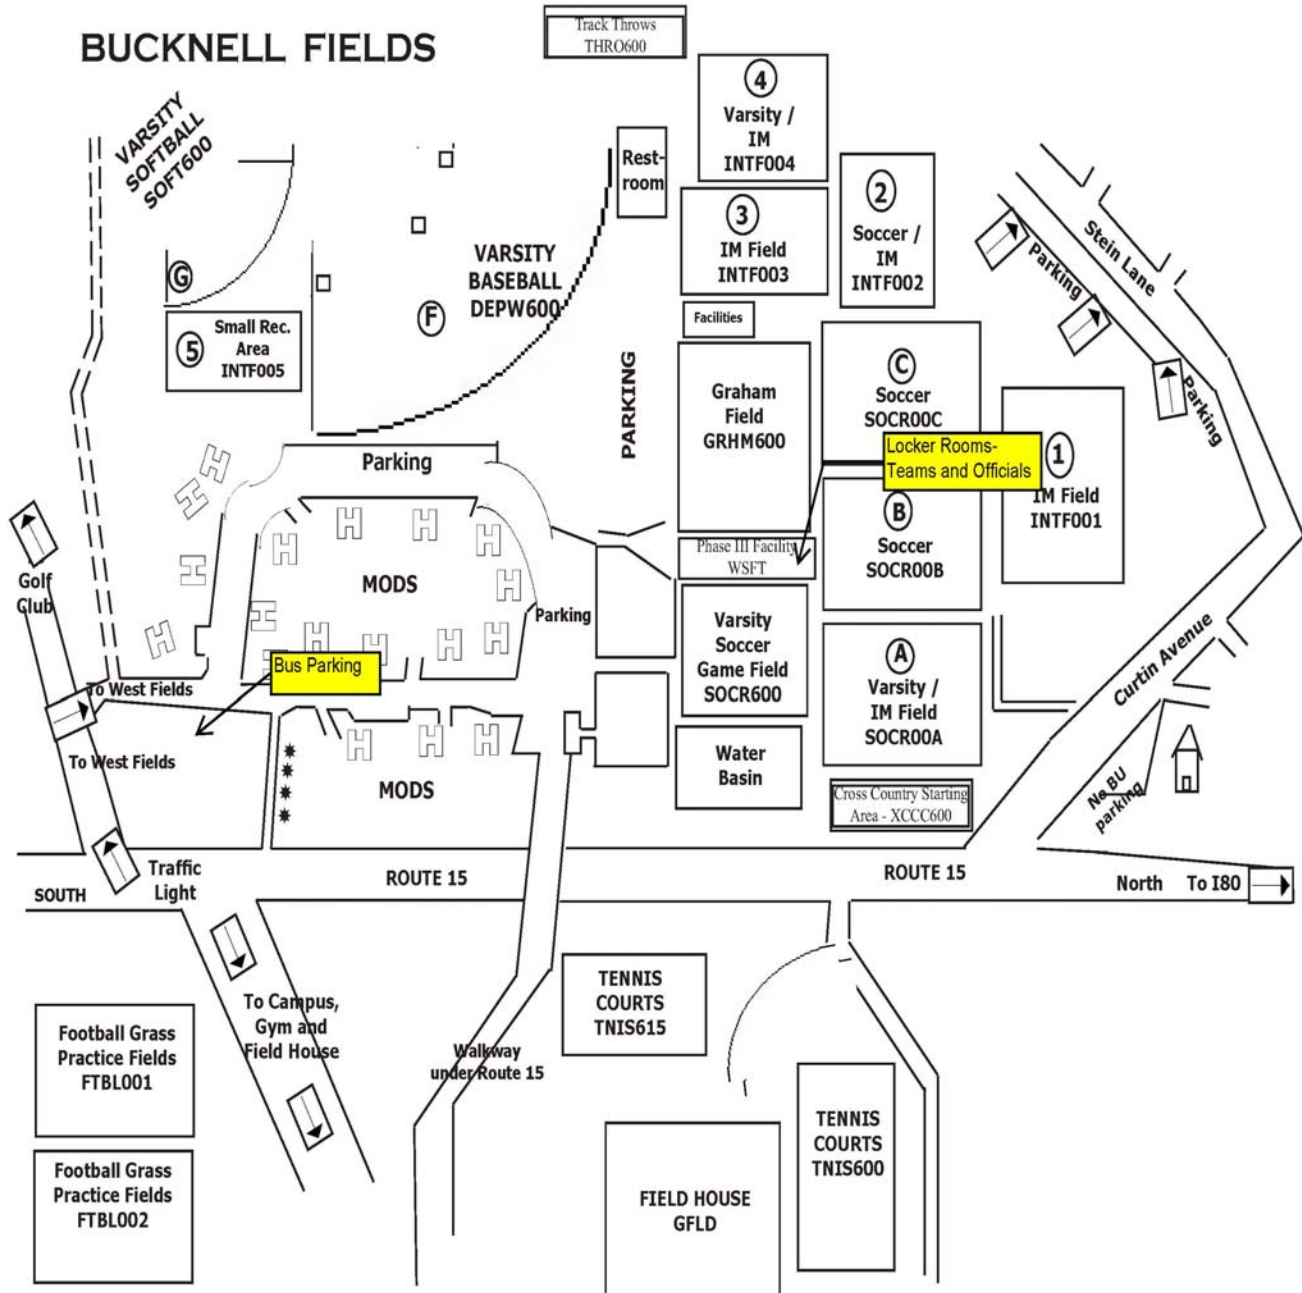 BUCKNELL FIELDS
Track Throws
THRO600
4
Varsity /
IM
INTF004
VARSITY
SOFTBALL
SOFT600
Rest-
room
2
Soccer /
IM
INTF002
3
IM Field
INTF003
Stein Lane
Parking
Parking
G
VARSITY
BASEBALL
DEPW600
F
Facilities
5
Small Rec.
Area
INTF005
PARKING
Graham
Field
GRHM600
C
Soccer
SOCR00C
Locker Rooms-
Teams and Officials
1
IM Field
INTF001
Parking
B
Soccer
SOCR00B
Phase III Facility
WSFT
Golf
Club
MODS
Parking
Varsity
Soccer
Game Field
SOCR600
A
Varsity /
IM Field
SOCR00A
Curtin Avenue
Bus Parking
To West Fields
To West Fields
MODS
Water
Basin
Cross Country Starting
Area - XCCC600
No BU
parking
Traffic
Light
SOUTH
ROUTE 15
ROUTE 15
North To I80
To Campus,
Gym and
Field House
Walkway
under Route 15
TENNIS
COURTS
TNIS615
Football Grass
Practice Fields
FTBL001
TENNIS
COURTS
TNIS600
Football Grass
Practice Fields
FTBL002
FIELD HOUSE
GFLD